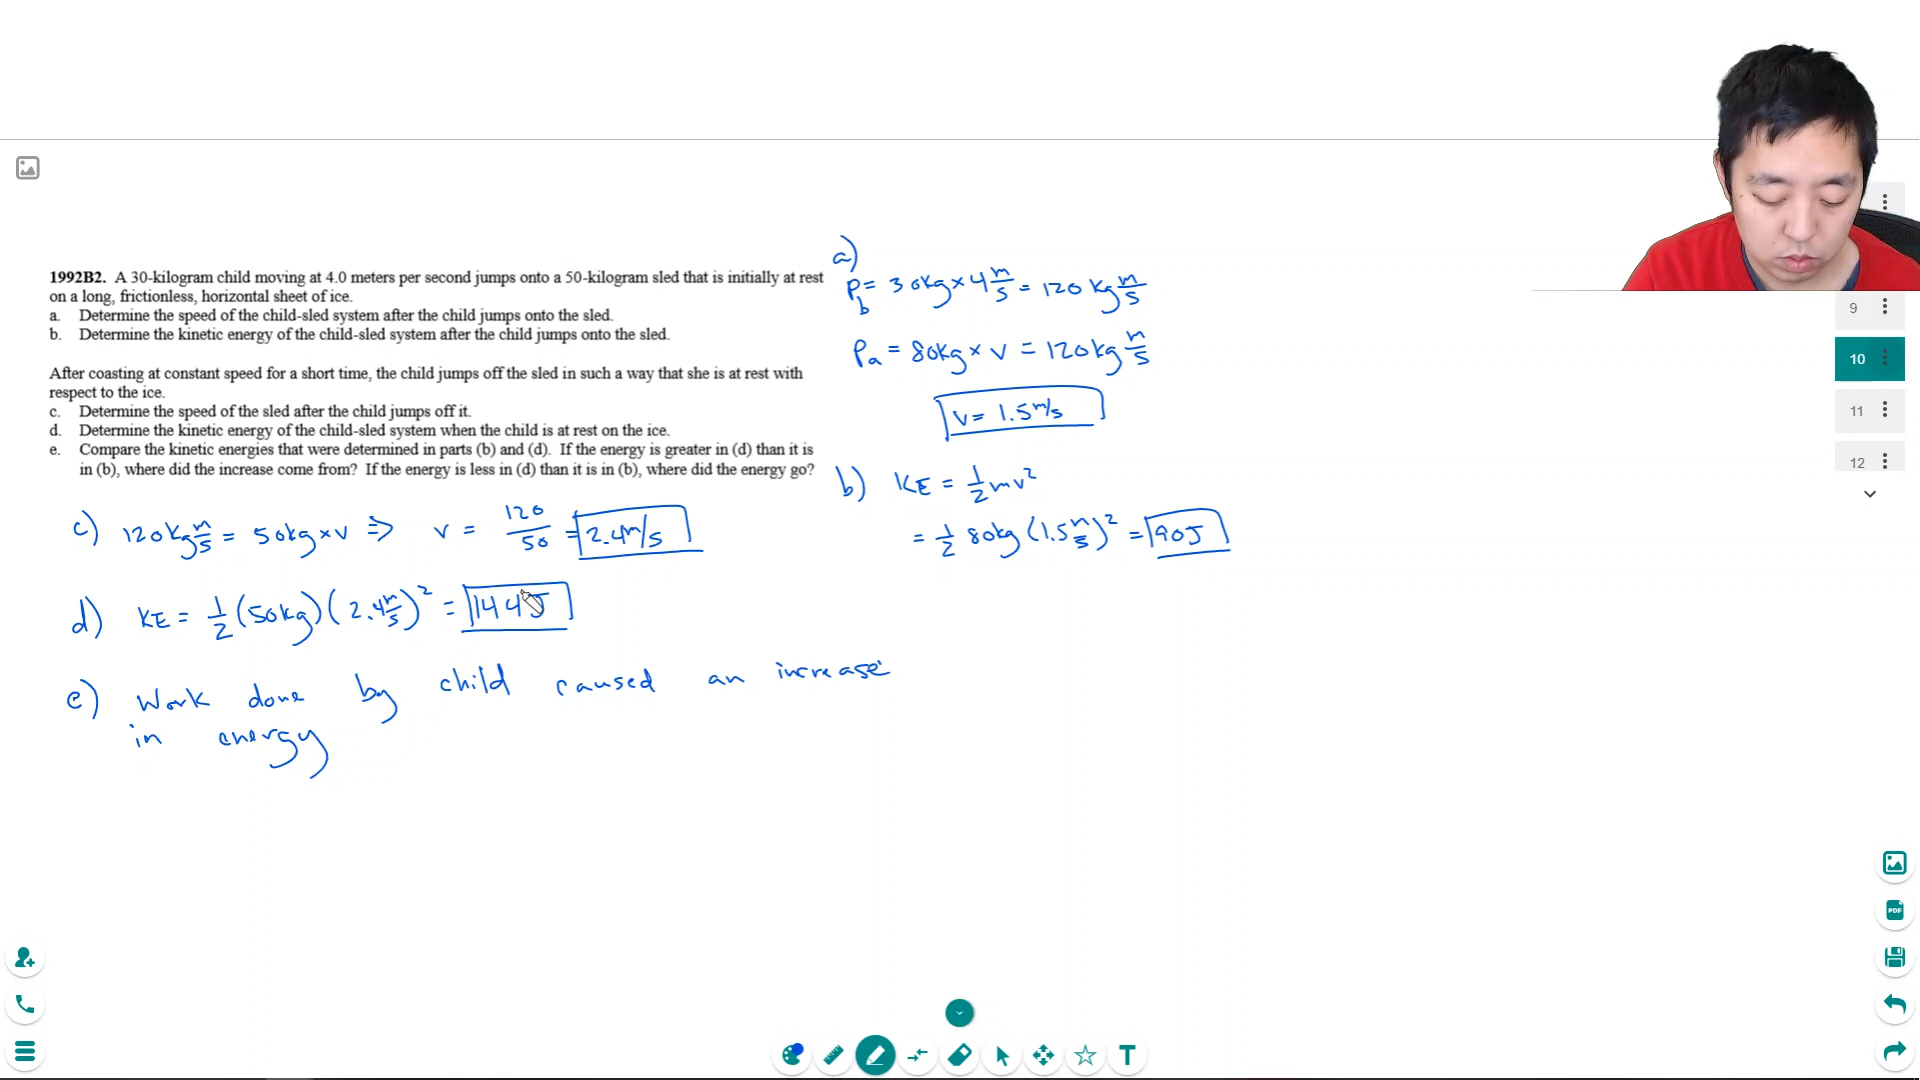 1992B2. A 30-kilogram child moving at 4.0 meters per second jumps onto a 50-kilogram sled that is initially at rest
on a long, frictionless, horizontal sheet of ice.
a. Determine the speed of the child-sled system after the child jumps onto the sled.
b. Determine the kinetic energy of the child-sled system after the child jumps onto the sled.
After coasting at constant speed for a short time, the child jumps off the sled in such a way that she is at rest with
respect to the ice.
c. Determine the speed of the sled after the child jumps off it.
d. Determine the kinetic energy of the child-sled system when the child is at rest on the ice.
e. Compare the kinetic energies that were determined in parts (b) and (d). If the energy is greater in (d) than it is
in (b), where did the increase come from? If the energy is less in (d) than it is in (b), where did the energy go?
a)
P_b = 30kg × 4 m/s = 120 kg m/s
P_a = 80kg × v = 120kg m/s
v = 1.5 m/s
b) KE = 1/2 mv²
= 1/2 80kg (1.5 m/s)² = 90J
c) 120kg m/s = 50kg × v ⇒ v = 120/50 = 2.4m/s
d) KE = 1/2 (50kg)(2.4 m/s)² = 144J
e) Work done by child caused an increase
in energy
9
10
11
12
PDF
T